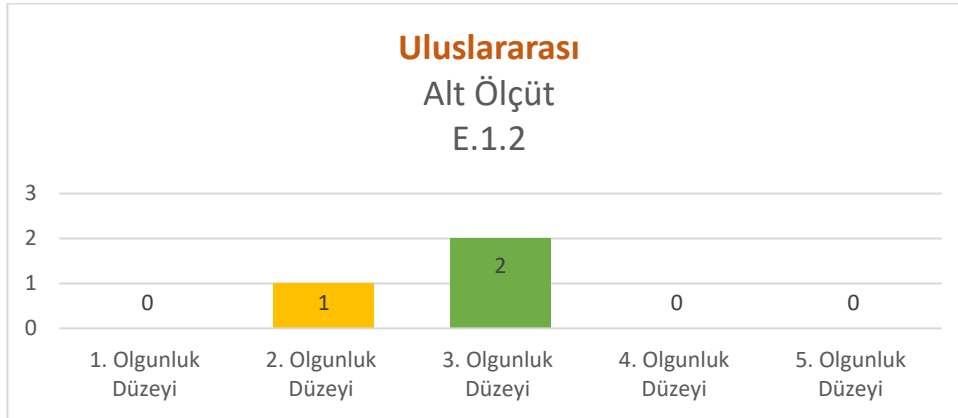 Uluslararası
Alt Ölçüt
E.1.2
3
2
1
0
0
1
2
0
0
1. Olgunluk Düzeyi
2. Olgunluk Düzeyi
3. Olgunluk Düzeyi
4. Olgunluk Düzeyi
5. Olgunluk Düzeyi